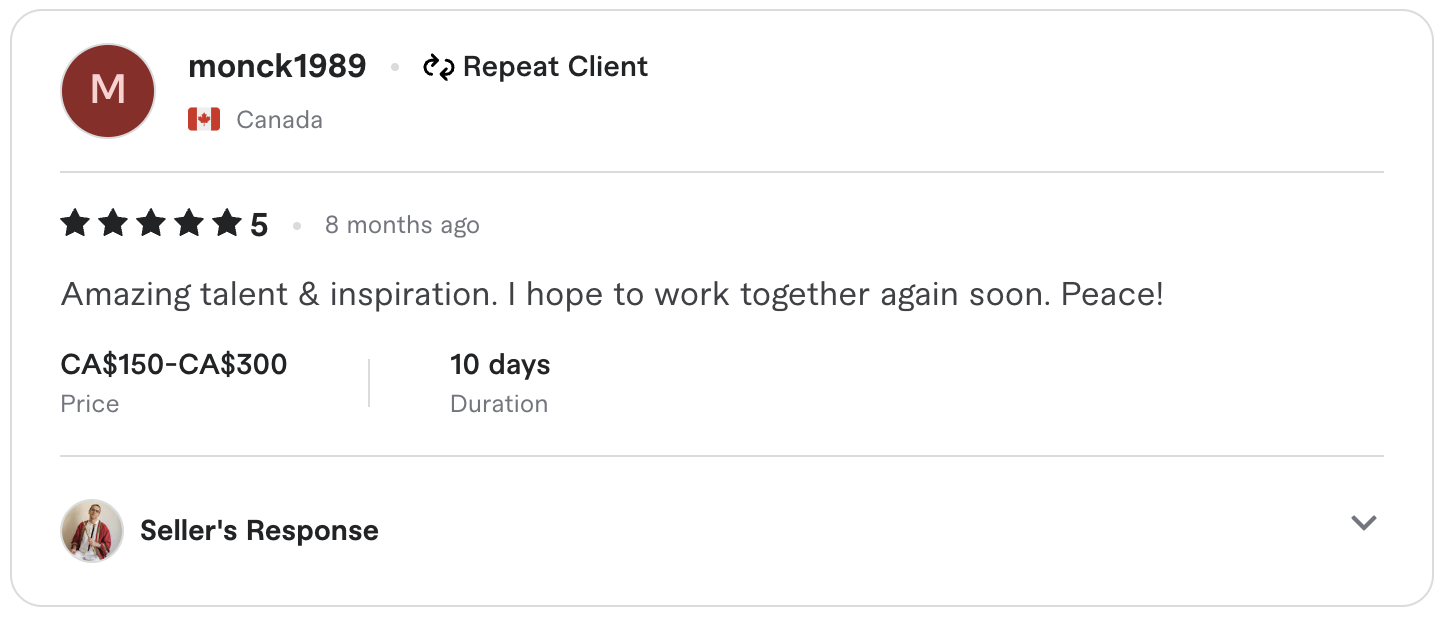 M
monck1989 • Repeat Client
Canada
5 • 8 months ago
Amazing talent & inspiration. I hope to work together again soon. Peace!
CA$150-CA$300
Price
10 days
Duration
Seller's Response